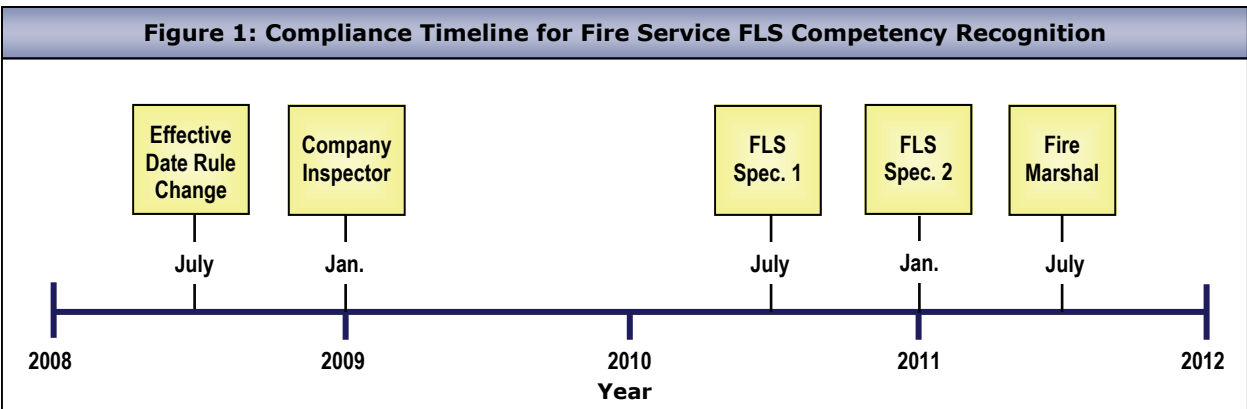 Figure 1: Compliance Timeline for Fire Service FLS Competency Recognition
Effective
Date Rule
Change
Company
Inspector
FLS
Spec. 1
FLS
Spec. 2
Fire
Marshal
July
Jan.
July
Jan.
July
2008
2009
2010
2011
2012
Year